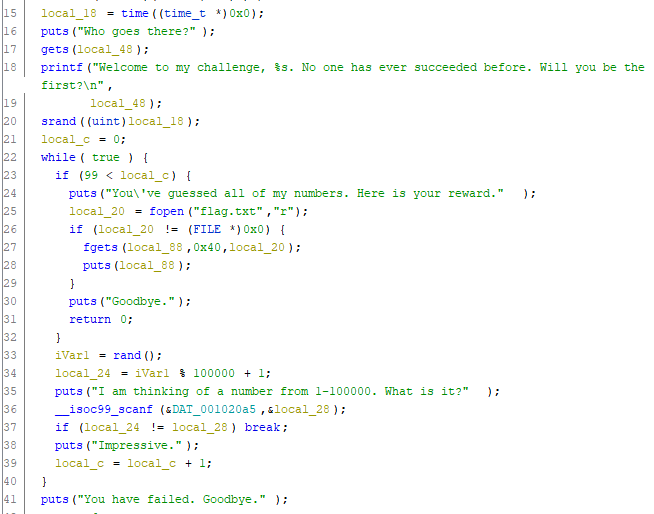 15 local_18 = time((time_t *)0x0);
16 puts("Who goes there?" );
17 gets(local_48);
18 printf("Welcome to my challenge, %s. No one has ever succeeded before. Will you be the
first?\n",
19 local_48);
20 srand((uint)local_18);
21 local_c = 0;
22 while( true ) {
23 if (99 < local_c) {
24 puts("You\'ve guessed all of my numbers. Here is your reward." );
25 local_20 = fopen("flag.txt","r");
26 if (local_20 != (FILE *)0x0) {
27 fgets(local_88,0x40,local_20);
28 puts(local_88);
29 }
30 puts("Goodbye.");
31 return 0;
32 }
33 iVar1 = rand();
34 local_24 = iVar1 % 100000 + 1;
35 puts("I am thinking of a number from 1-100000. What is it?" );
36 __isoc99_scanf(&DAT_001020a5,&local_28);
37 if (local_24 != local_28) break;
38 puts("Impressive.");
39 local_c = local_c + 1;
40 }
41 puts("You have failed. Goodbye." );